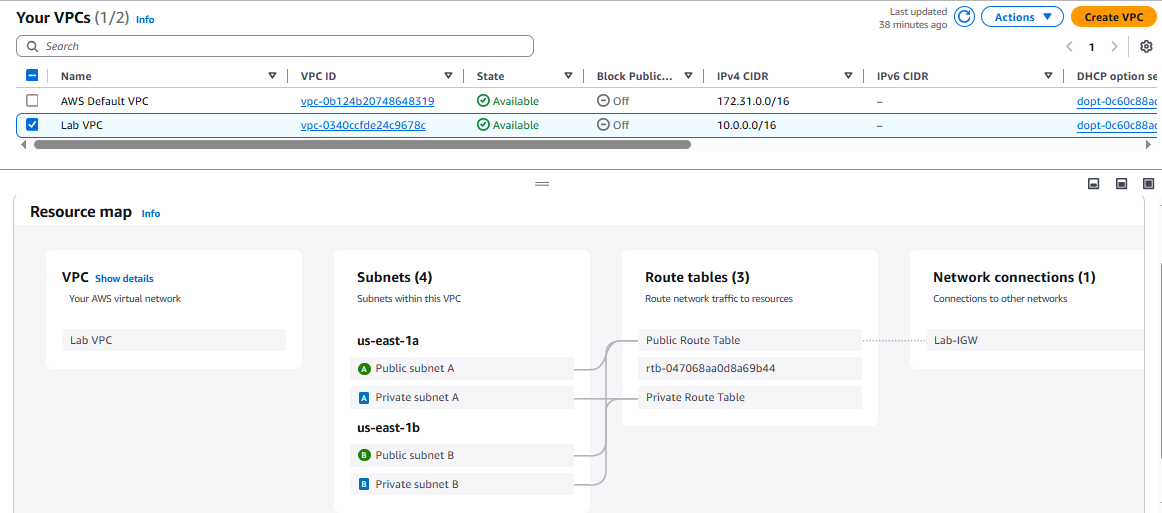 Your VPCs (1/2) Info
Last updated
38 minutes ago
Actions
Create VPC
Search
1
Name VPC ID State Block Public... IPv4 CIDR IPv6 CIDR DHCP option se
AWS Default VPC vpc-0b124b20748648319 Available Off 172.31.0.0/16 – dopt-0c60c88ac
Lab VPC vpc-0340ccfde24c9678c Available Off 10.0.0.0/16 – dopt-0c60c88ac
Resource map Info
VPC Show details
Your AWS virtual network
Lab VPC
Subnets (4)
Subnets within this VPC
us-east-1a
A Public subnet A
A Private subnet A
us-east-1b
B Public subnet B
B Private subnet B
Route tables (3)
Route network traffic to resources
Public Route Table
rtb-047068aa0d8a69b44
Private Route Table
Network connections (1)
Connections to other networks
Lab-IGW